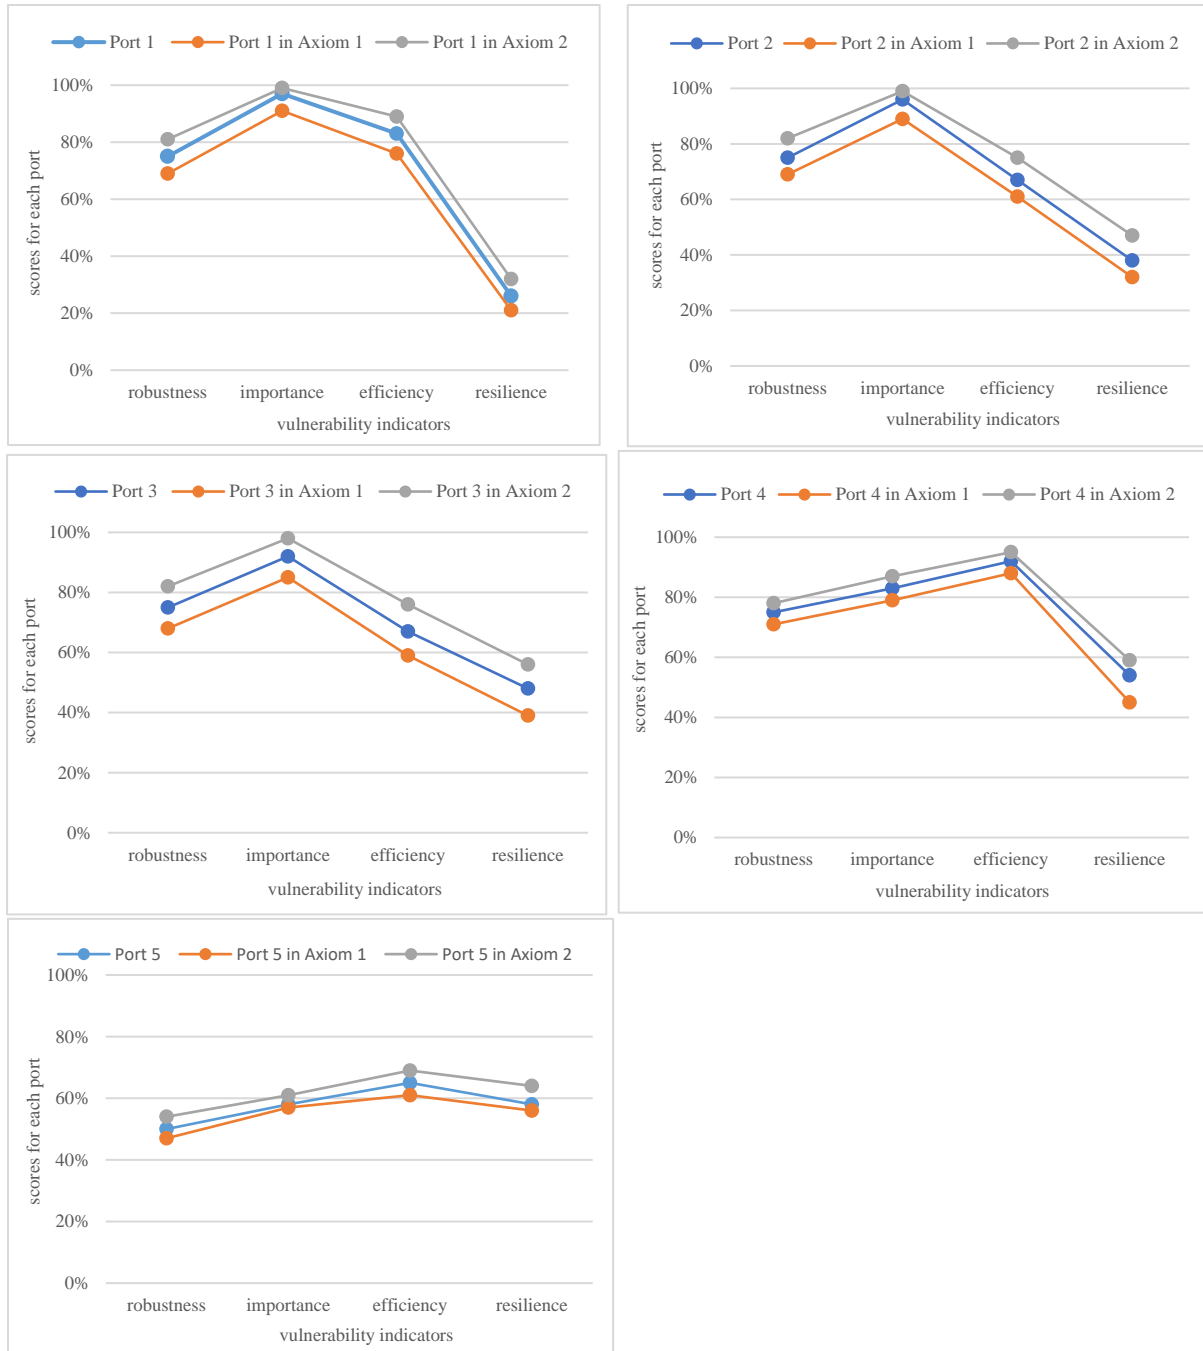 Port 1 Port 1 in Axiom 1 Port 1 in Axiom 2
100%
80%
60%
40%
20%
0%
scores for each port
robustness importance efficiency resilience
vulnerability indicators
Port 2 Port 2 in Axiom 1 Port 2 in Axiom 2
100%
80%
60%
40%
20%
0%
scores for each port
robustness importance efficiency resilience
vulnerability indicators
Port 3 Port 3 in Axiom 1 Port 3 in Axiom 2
100%
80%
60%
40%
20%
0%
scores for each port
robustness importance efficiency resilience
vulnerability indicators
Port 4 Port 4 in Axiom 1 Port 4 in Axiom 2
100%
80%
60%
40%
20%
0%
scores for each port
robustness importance efficiency resilience
vulnerability indicators
Port 5 Port 5 in Axiom 1 Port 5 in Axiom 2
100%
80%
60%
40%
20%
0%
scores for each port
robustness importance efficiency resilience
vulnerability indicators